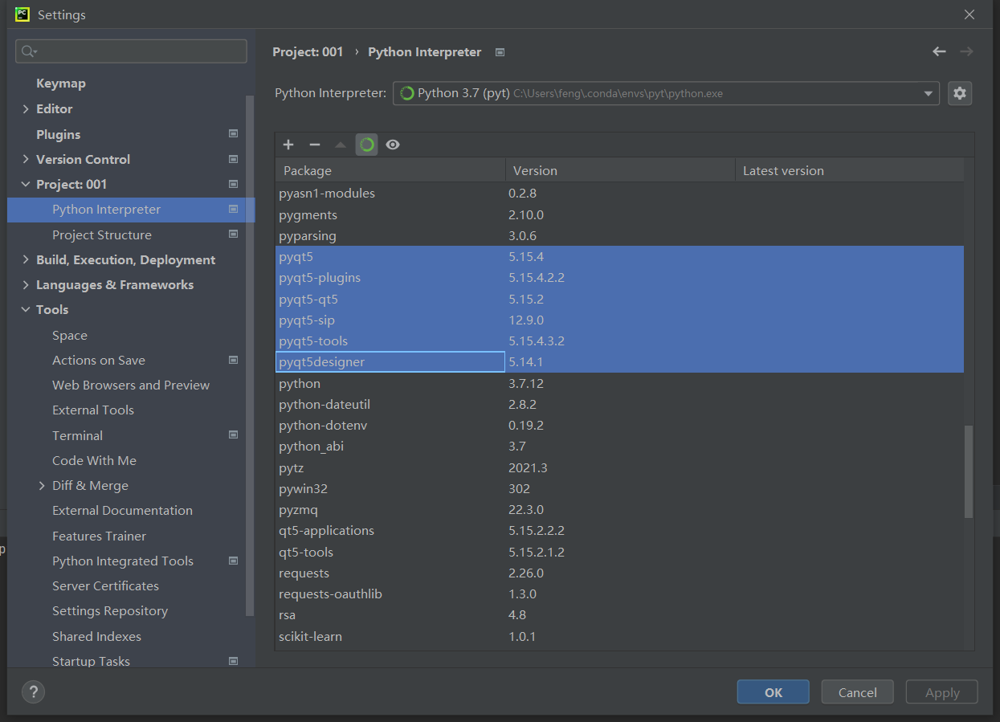 PC
Settings
Keymap
Editor
Plugins
Version Control
Project: 001
Python Interpreter
Project Structure
Build, Execution, Deployment
Languages & Frameworks
Tools
Space
Actions on Save
Web Browsers and Preview
External Tools
Terminal
Code With Me
Diff & Merge
External Documentation
Features Trainer
Python Integrated Tools
Server Certificates
Settings Repository
Shared Indexes
Startup Tasks
Project: 001 › Python Interpreter
Python Interpreter: Python 3.7 (pyt) C:\Users\feng\.conda\envs\pyt\python.exe
Package Version Latest version
pyasn1-modules 0.2.8
pygments 2.10.0
pyparsing 3.0.6
pyqt5 5.15.4
pyqt5-plugins 5.15.4.2.2
pyqt5-qt5 5.15.2
pyqt5-sip 12.9.0
pyqt5-tools 5.15.4.3.2
pyqt5designer 5.14.1
python 3.7.12
python-dateutil 2.8.2
python-dotenv 0.19.2
python_abi 3.7
pytz 2021.3
pywin32 302
pyzmq 22.3.0
qt5-applications 5.15.2.2.2
qt5-tools 5.15.2.1.2
requests 2.26.0
requests-oauthlib 1.3.0
rsa 4.8
scikit-learn 1.0.1
p
?
OK Cancel Apply